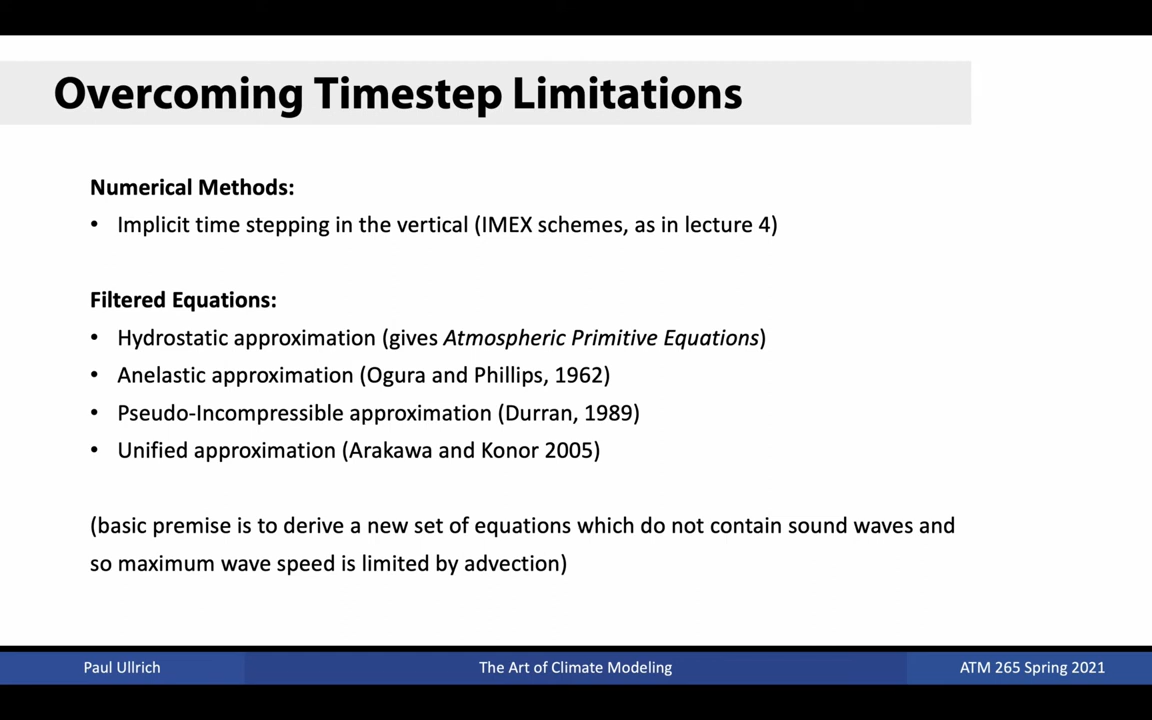 Overcoming Timestep Limitations
Numerical Methods:
• Implicit time stepping in the vertical (IMEX schemes, as in lecture 4)
Filtered Equations:
• Hydrostatic approximation (gives Atmospheric Primitive Equations)
• Anelastic approximation (Ogura and Phillips, 1962)
• Pseudo-Incompressible approximation (Durran, 1989)
• Unified approximation (Arakawa and Konor 2005)
(basic premise is to derive a new set of equations which do not contain sound waves and
so maximum wave speed is limited by advection)
Paul Ullrich
The Art of Climate Modeling
ATM 265 Spring 2021